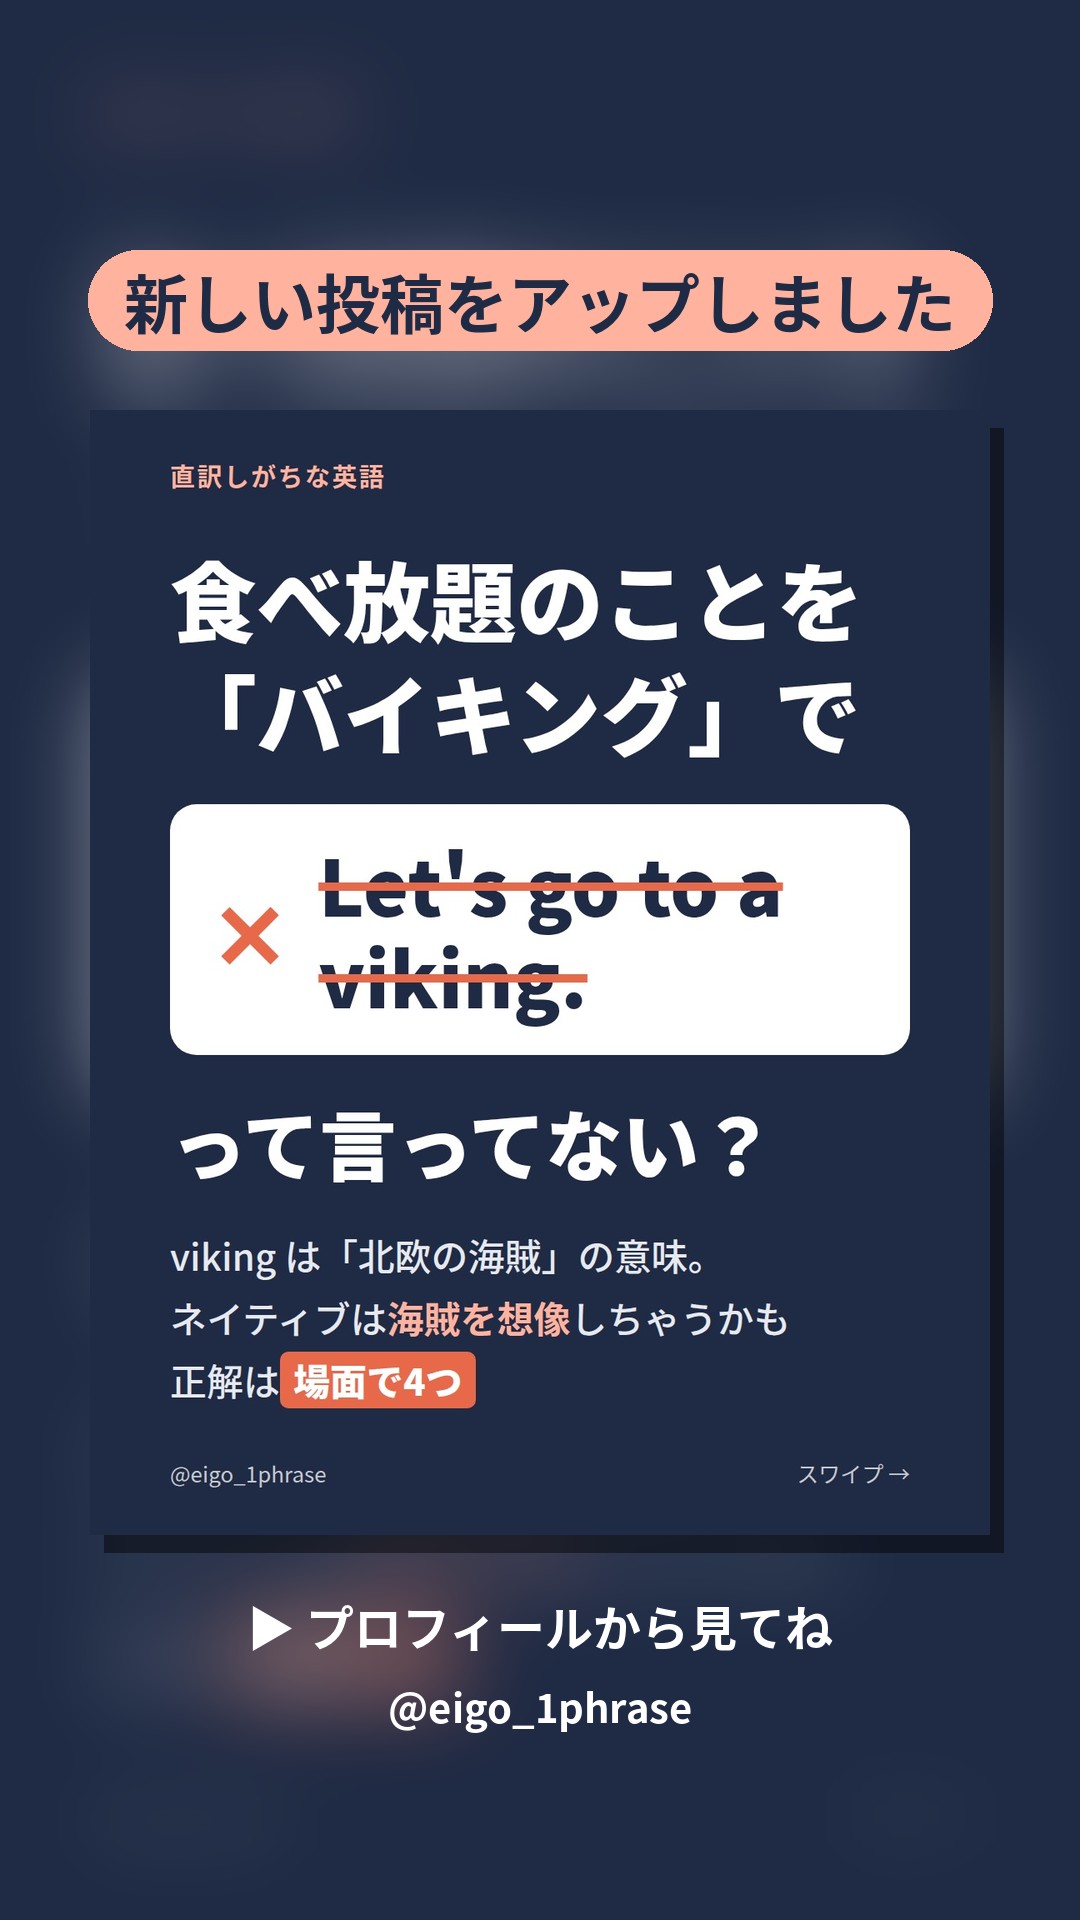 新しい投稿をアップしました
直訳しがちな英語
食べ放題のことを
「バイキング」で
× Let's go to a
viking.
って言ってない？
viking は「北欧の海賊」の意味。
ネイティブは海賊を想像しちゃうかも
正解は 場面で4つ
@eigo_1phrase
スワイプ →
▶ プロフィールから見てね
@eigo_1phrase